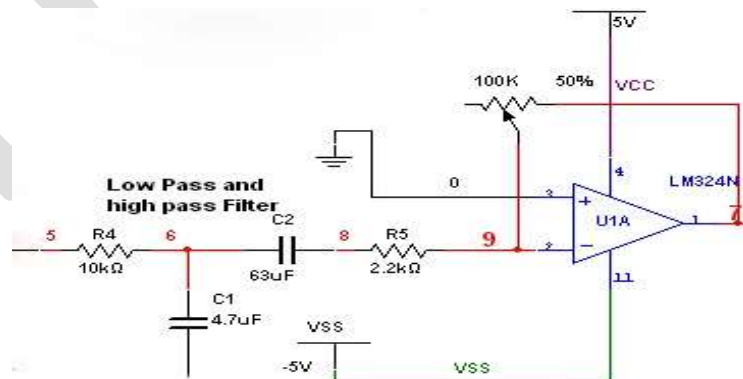 5V
100K 50% VCC
4
LM324N
0 3
Low Pass and
high pass Filter
U1A
1 7
C2
5 R4 6 8 R5 9 2
10kΩ 63uF 2.2kΩ
11
C1
4.7uF
VSS
-5V VSS